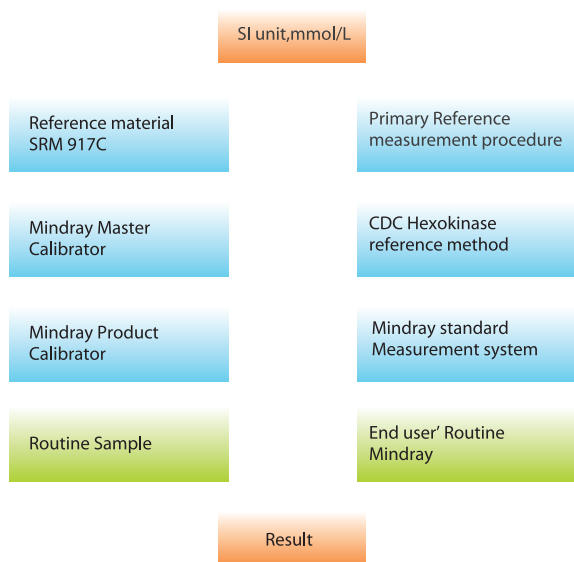 SI unit,mmol/L
Reference material
SRM 917C
Primary Reference
measurement procedure
Mindray Master
Calibrator
CDC Hexokinase
reference method
Mindray Product
Calibrator
Mindray standard
Measurement system
Routine Sample
End user’ Routine
Mindray
Result